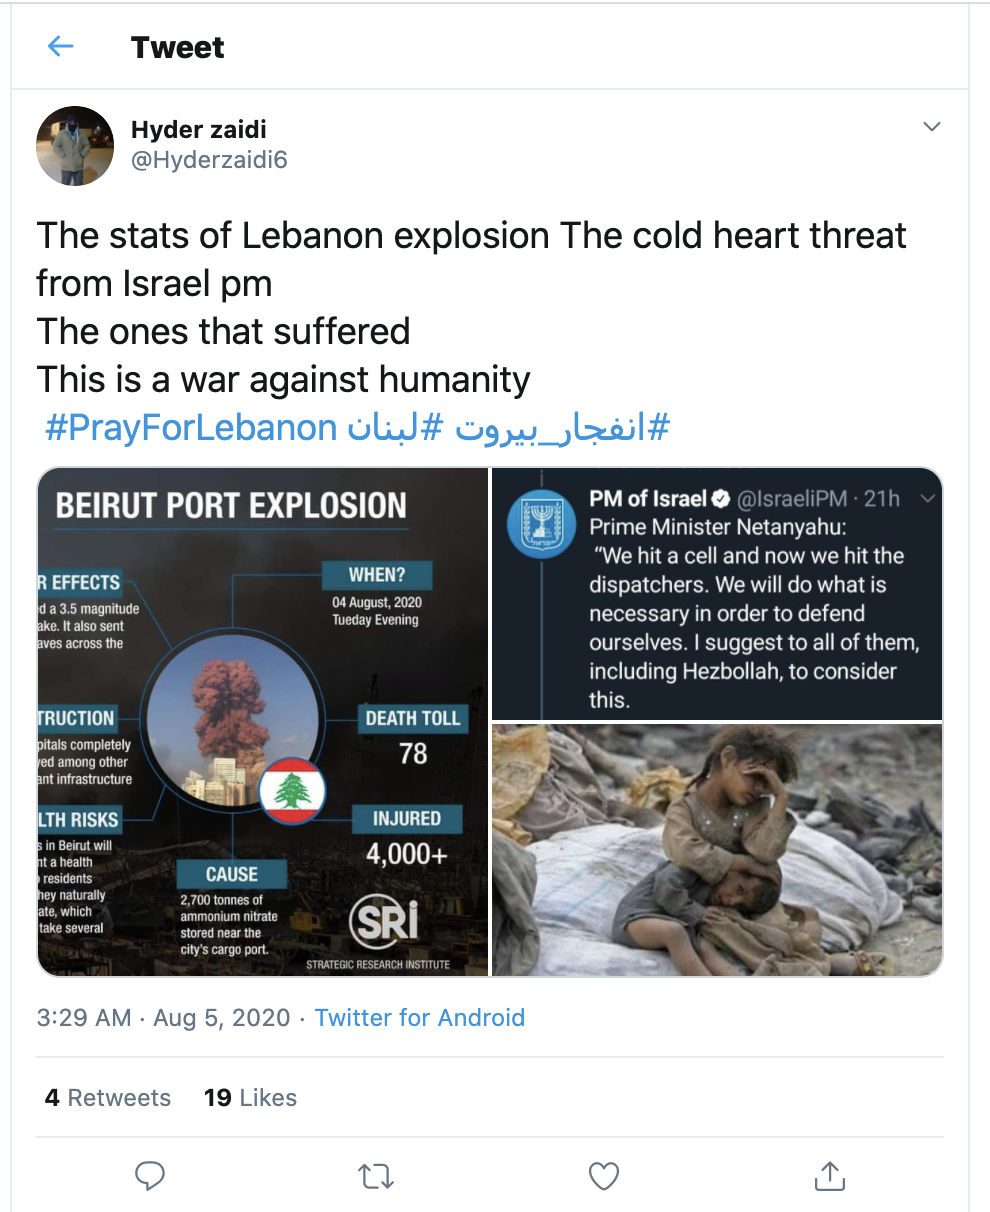 Tweet
Hyder zaidi
@Hyderzaidi6
The stats of Lebanon explosion The cold heart threat
from Israel pm
The ones that suffered
This is a war against humanity
#PrayForLebanon #لبنان #انفجار_بيروت
BEIRUT PORT EXPLOSION
R EFFECTS
d a 3.5 magnitude
ake. It also sent
aves across the
WHEN?
04 August, 2020
Tueday Evening
TRUCTION
pitals completely
yed among other
ant infrastructure
DEATH TOLL
78
LTH RISKS
s in Beirut will
nt a health
residents
hey naturally
ate, which
take several
INJURED
4,000+
CAUSE
2,700 tonnes of
ammonium nitrate
stored near the
city's cargo port.
SRi
STRATEGIC RESEARCH INSTITUTE
PM of Israel @IsraeliPM · 21h
Prime Minister Netanyahu:
“We hit a cell and now we hit the
dispatchers. We will do what is
necessary in order to defend
ourselves. I suggest to all of them,
including Hezbollah, to consider
this.
3:29 AM · Aug 5, 2020 · Twitter for Android
4 Retweets 19 Likes